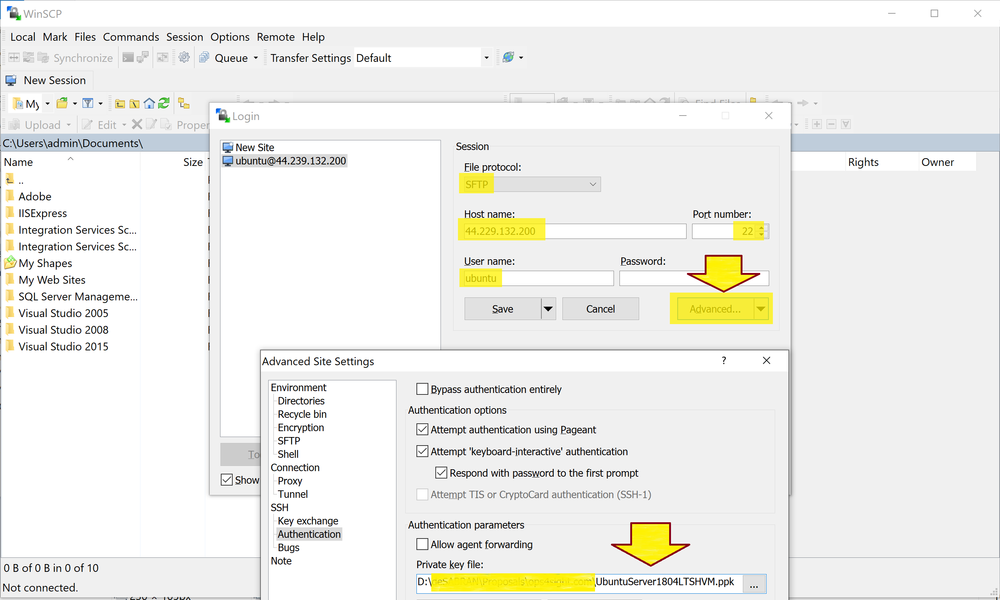 WinSCP
Local Mark Files Commands Session Options Remote Help
Synchronize Queue Transfer Settings Default
New Session
My
Find Files
Upload Edit Proper
C:\Users\admin\Documents\
Name Size
..
Adobe
IISExpress
Integration Services Sc...
Integration Services Sc...
My Shapes
My Web Sites
SQL Server Manageme...
Visual Studio 2005
Visual Studio 2008
Visual Studio 2015
Rights Owner
Login
New Site
ubuntu@44.239.132.200
Session
File protocol:
SFTP
Host name: Port number:
44.229.132.200 22
User name: Password:
ubuntu
Save Cancel Advanced...
Show
Advanced Site Settings ?
Environment
Directories
Recycle bin
Encryption
SFTP
Shell
Connection
Proxy
Tunnel
SSH
Key exchange
Authentication
Bugs
Note
Bypass authentication entirely
Authentication options
Attempt authentication using Pageant
Attempt 'keyboard-interactive' authentication
Respond with password to the first prompt
Attempt TIS or CryptoCard authentication (SSH-1)
Authentication parameters
Allow agent forwarding
Private key file:
D:\ \Proposals\ops4sight.com\UbuntuServer1804LTSHVM.ppk ...
0 B of 0 B in 0 of 10
Not connected.